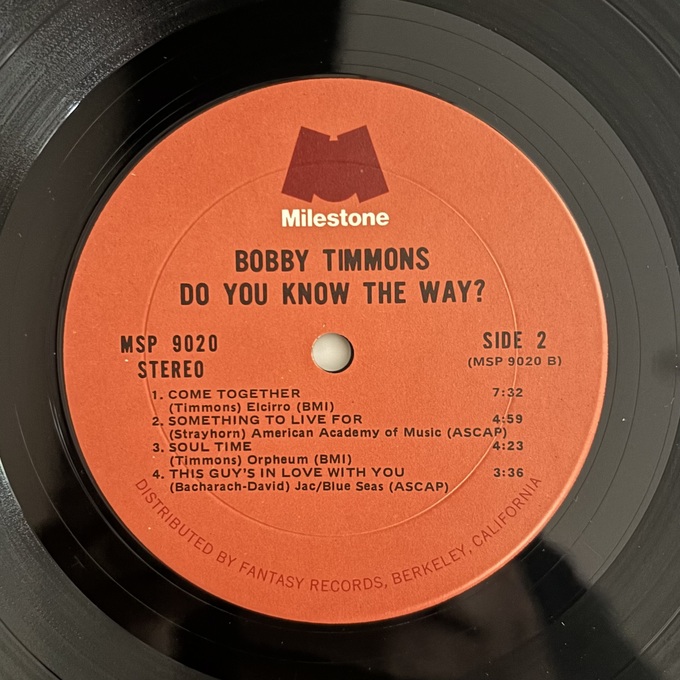 Milestone
BOBBY TIMMONS
DO YOU KNOW THE WAY?
MSP 9020
STEREO
SIDE 2
(MSP 9020 B)
1. COME TOGETHER 7:32
(Timmons) Elcirro (BMI)
2. SOMETHING TO LIVE FOR 4:59
(Strayhorn) American Academy of Music (ASCAP)
3. SOUL TIME 4:23
(Timmons) Orpheum (BMI)
4. THIS GUY'S IN LOVE WITH YOU 3:36
(Bacharach-David) Jac/Blue Seas (ASCAP)
DISTRIBUTED BY FANTASY RECORDS, BERKELEY, CALIFORNIA